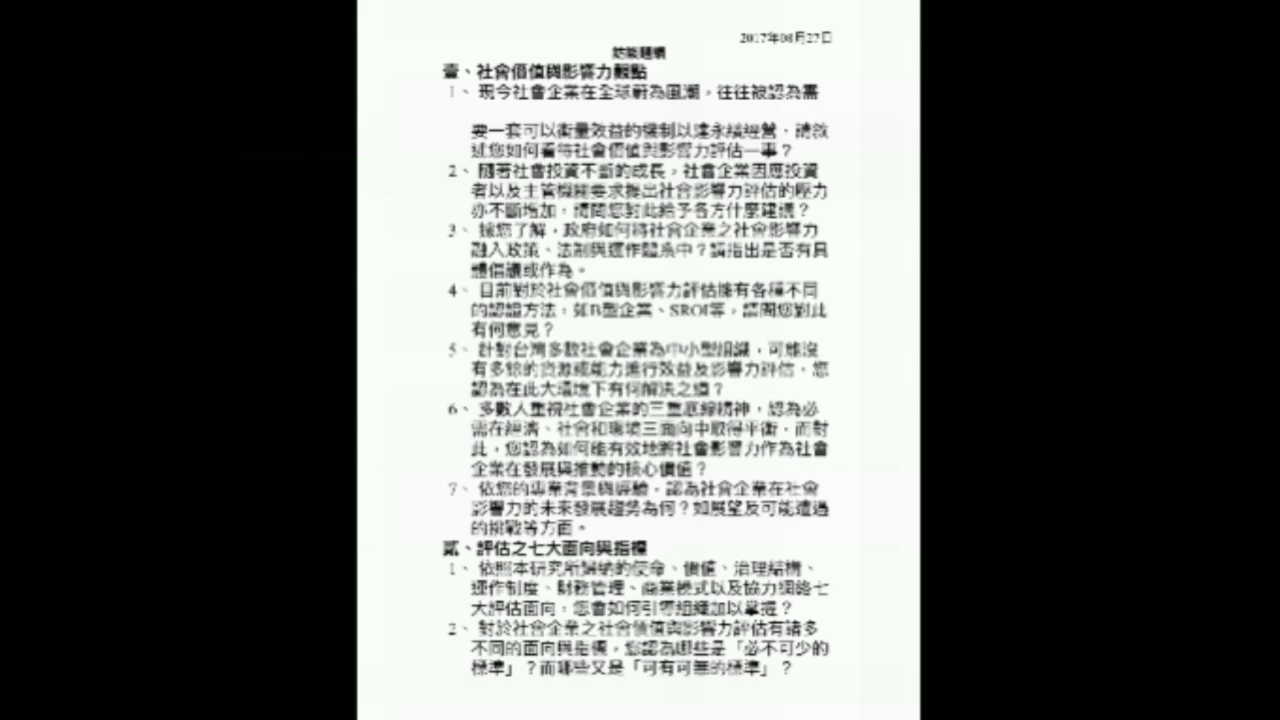 2017年08月27日
訪談題綱
壹、社會價值與影響力觀點
1、 現今社會企業在全球蔚為風潮，往往被認為需
要一套可以衡量效益的機制以達永續經營，請敘
述您如何看待社會價值與影響力評估一事？
2、 隨著社會投資不斷的成長，社會企業因應投資
者以及主管機關要求提出社會影響力評估的壓力
亦不斷增加，請問您對此給予各方什麼建議？
3、 據您了解，政府如何將社會企業之社會影響力
融入政策、法制與運作體系中？請指出是否有具
體倡議或作為。
4、 目前對於社會價值與影響力評估擁有各種不同
的認證方法，如B型企業、SROI等，請問您對此
有何意見？
5、 針對台灣多數社會企業為中小型組織，可能沒
有多餘的資源或能力進行效益及影響力評估，您
認為在此大環境下有何解決之道？
6、 多數人重視社會企業的三重底線精神，認為必
需在經濟、社會和環境三面向中取得平衡，而對
此，您認為如何能有效地將社會影響力作為社會
企業在發展與推動的核心價值？
7、 依您的專業背景與經驗，認為社會企業在社會
影響力的未來發展趨勢為何？如展望及可能遭遇
的挑戰等方面。
貳、評估之七大面向與指標
1、 依照本研究所歸納的使命、價值、治理結構、
運作制度、財務管理、商業模式以及協力網絡七
大評估面向，您會如何引導組織加以掌握？
2、 對於社會企業之社會價值與影響力評估有諸多
不同的面向與指標，您認為哪些是「必不可少的
標準」？而哪些又是「可有可無的標準」？